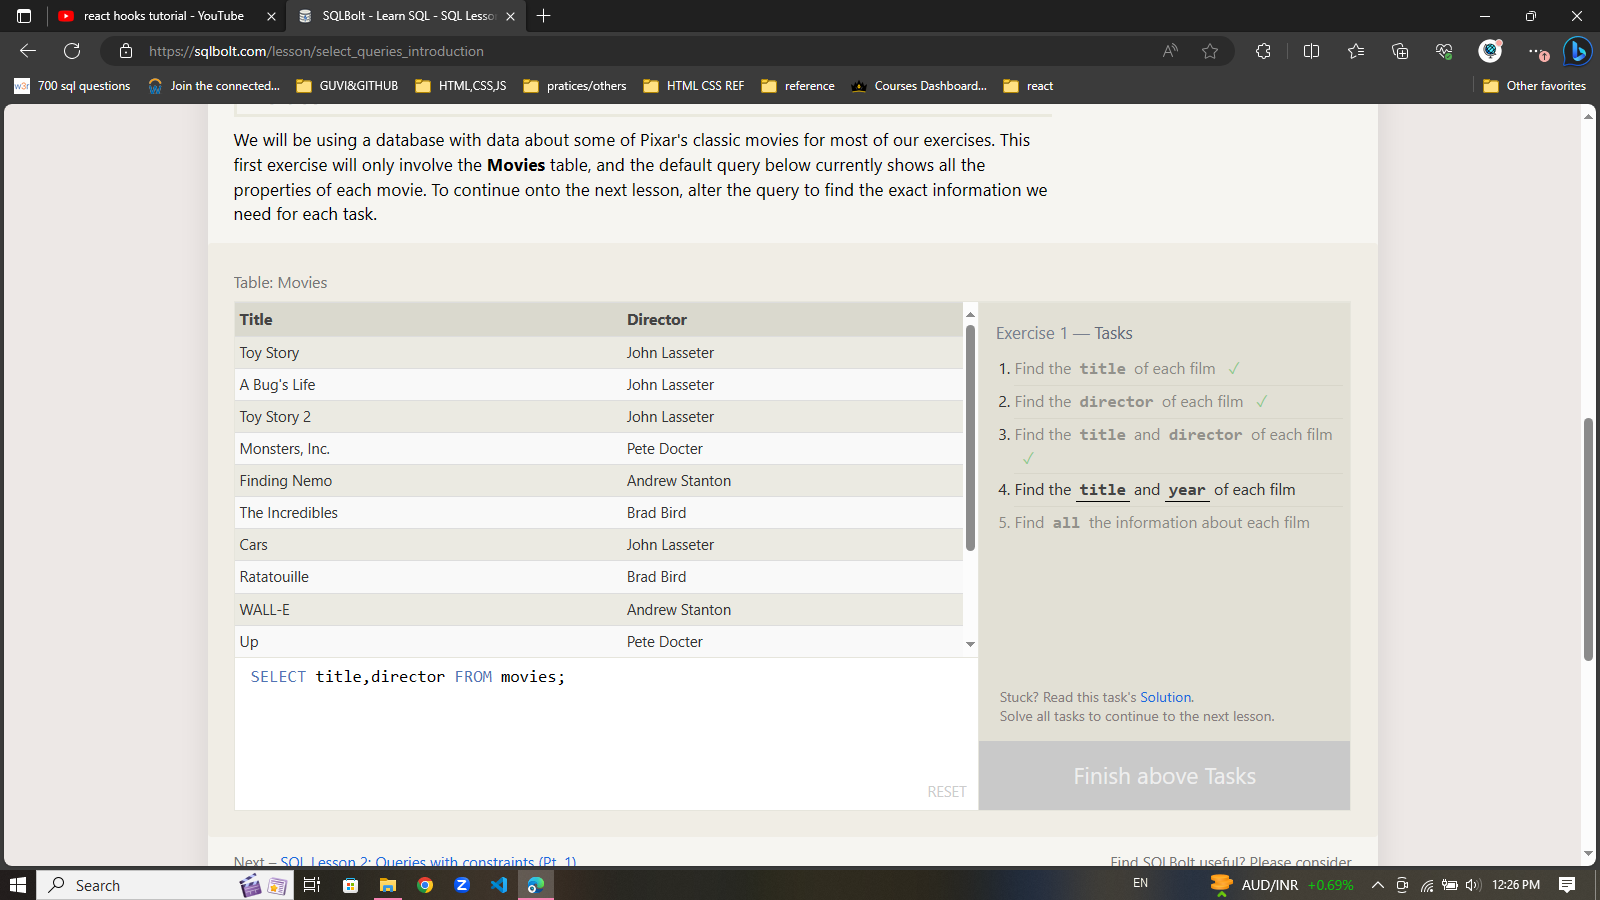 react hooks tutorial - YouTube
SQLBolt - Learn SQL - SQL Lesso
https://sqlbolt.com/lesson/select_queries_introduction
700 sql questions
Join the connected...
GUVI&GITHUB
HTML,CSS,JS
pratices/others
HTML CSS REF
reference
Courses Dashboard...
react
Other favorites
We will be using a database with data about some of Pixar's classic movies for most of our exercises. This
first exercise will only involve the Movies table, and the default query below currently shows all the
properties of each movie. To continue onto the next lesson, alter the query to find the exact information we
need for each task.
Table: Movies
Title Director
Toy Story John Lasseter
A Bug's Life John Lasseter
Toy Story 2 John Lasseter
Monsters, Inc. Pete Docter
Finding Nemo Andrew Stanton
The Incredibles Brad Bird
Cars John Lasseter
Ratatouille Brad Bird
WALL-E Andrew Stanton
Up Pete Docter
SELECT title,director FROM movies;
RESET
Exercise 1 — Tasks
1. Find the title of each film ✓
2. Find the director of each film ✓
3. Find the title and director of each film
✓
4. Find the title and year of each film
5. Find all the information about each film
Stuck? Read this task's Solution.
Solve all tasks to continue to the next lesson.
Finish above Tasks
Next – SQL Lesson 2: Queries with constraints (Pt. 1)
Find SQLBolt useful? Please consider
Search
EN
AUD/INR +0.69%
12:26 PM